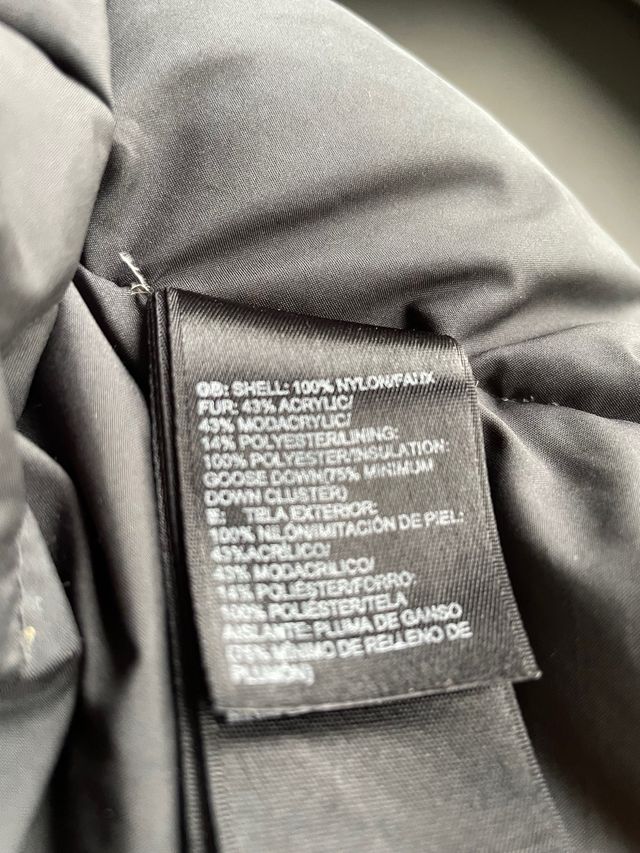 GB: SHELL: 100% NYLON/FAUX
FUR: 43% ACRYLIC/
43% MODACRYLIC/
14% POLYESTER/LINING:
100% POLYESTER/INSULATION:
GOOSE DOWN(75% MINIMUM
DOWN CLUSTER)
E: TELA EXTERIOR:
100% NILÓN/IMITACIÓN DE PIEL:
43% ACRÍLICO/
43% MODACRÍLICO/
14% POLIÉSTER/FORRO:
100% POLIÉSTER/TELA
AISLANTE: PLUMA DE GANSO
(75% MÍNIMO DE RELLENO DE
PLUMÓN)